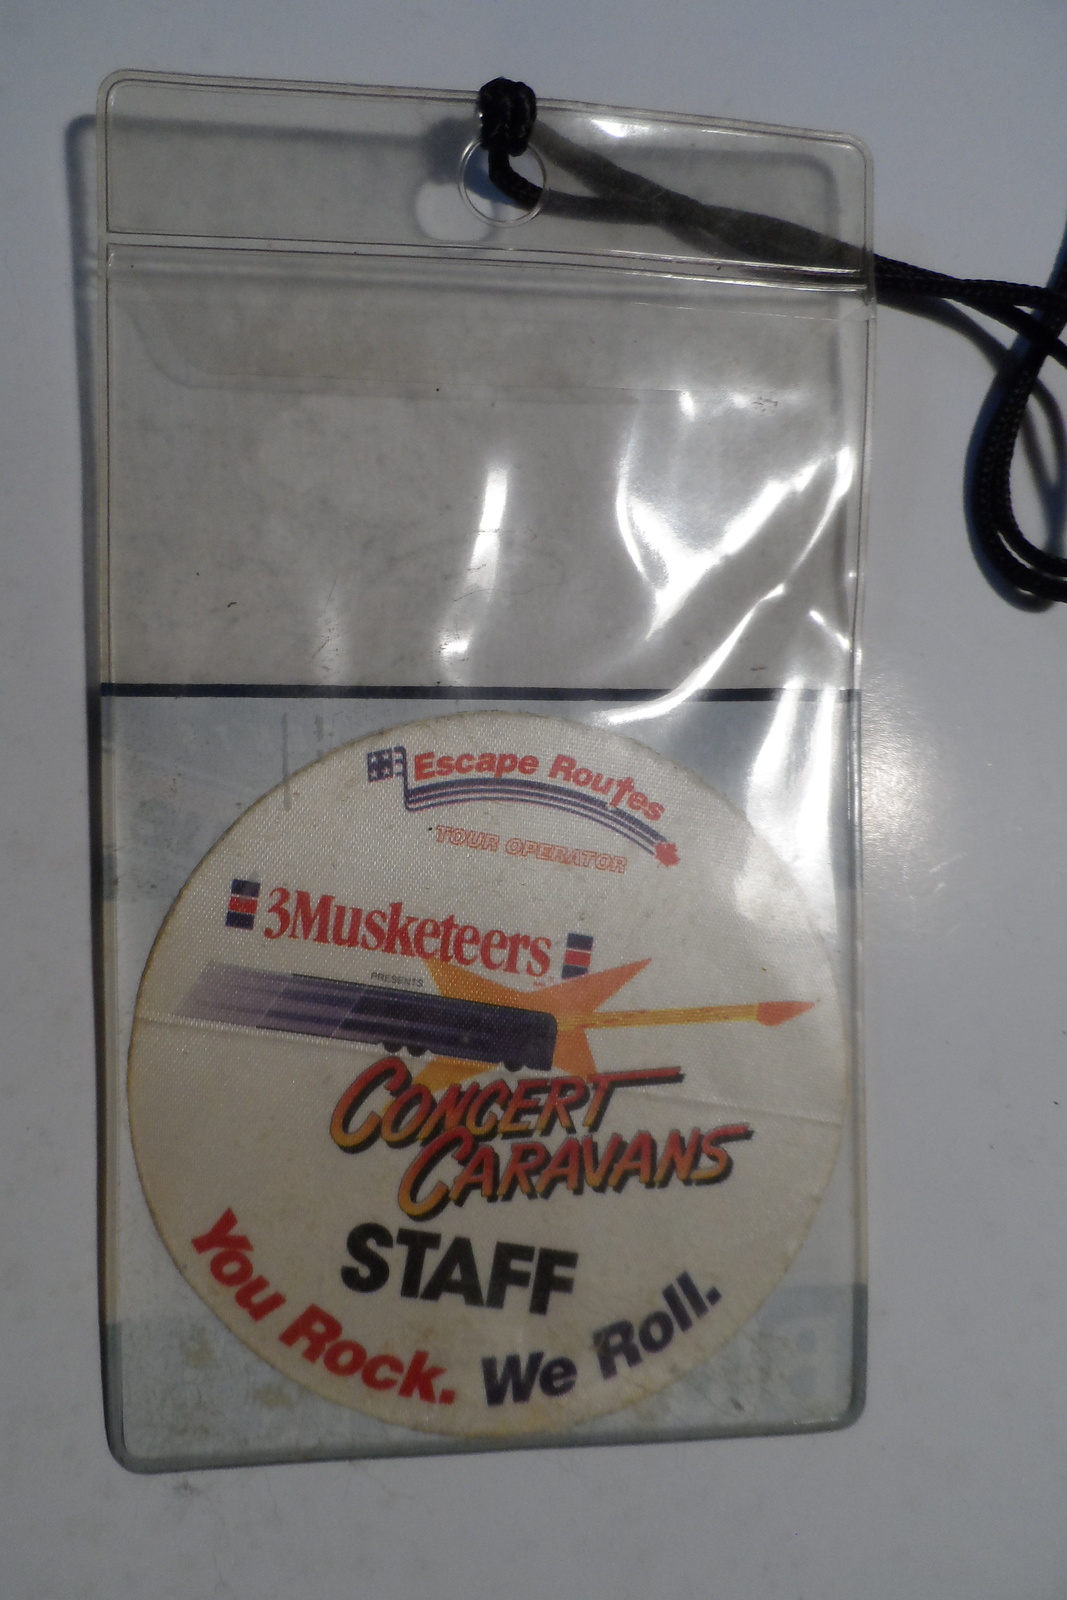 Escape Routes
TOUR OPERATOR
3Musketeers
PRESENTS
CONCERT
CARAVANS
STAFF
You Rock. We Roll.